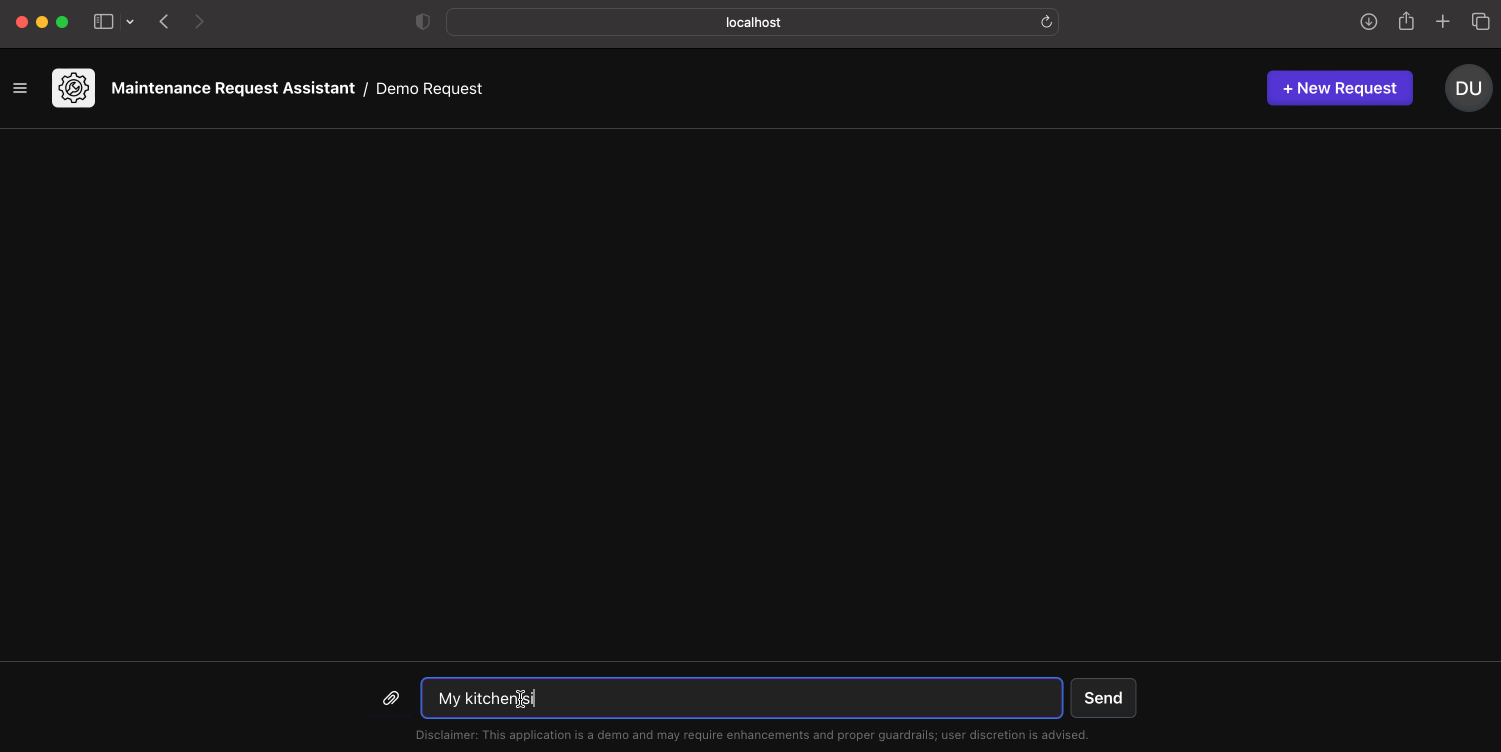 localhost
Maintenance Request Assistant / Demo Request
+ New Request
DU
My kitchen si
Send
Disclaimer: This application is a demo and may require enhancements and proper guardrails; user discretion is advised.